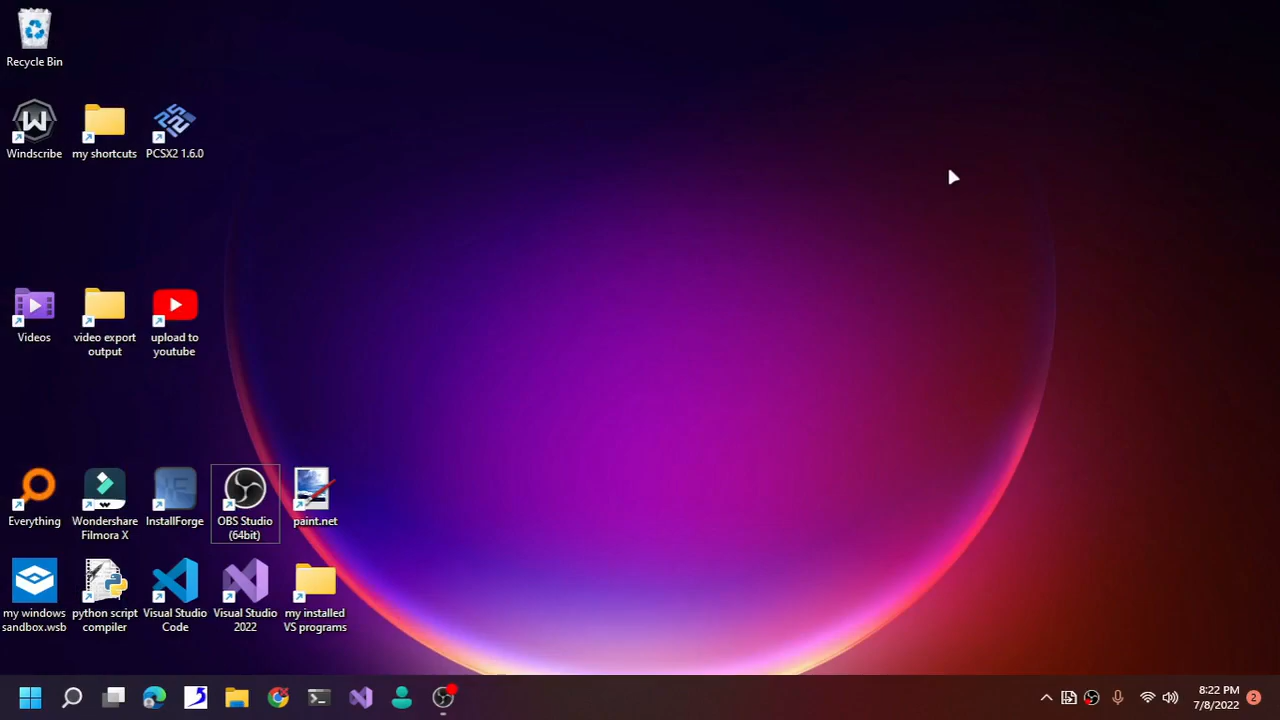 Recycle Bin
Windscribe
my shortcuts
PCSX2 1.6.0
Videos
video export
output
upload to
youtube
Everything
Wondershare
Filmora X
InstallForge
OBS Studio
(64bit)
paint.net
my windows
sandbox.wsb
python script
compiler
Visual Studio
Code
Visual Studio
2022
my installed
VS programs
8:22 PM
7/8/2022
2